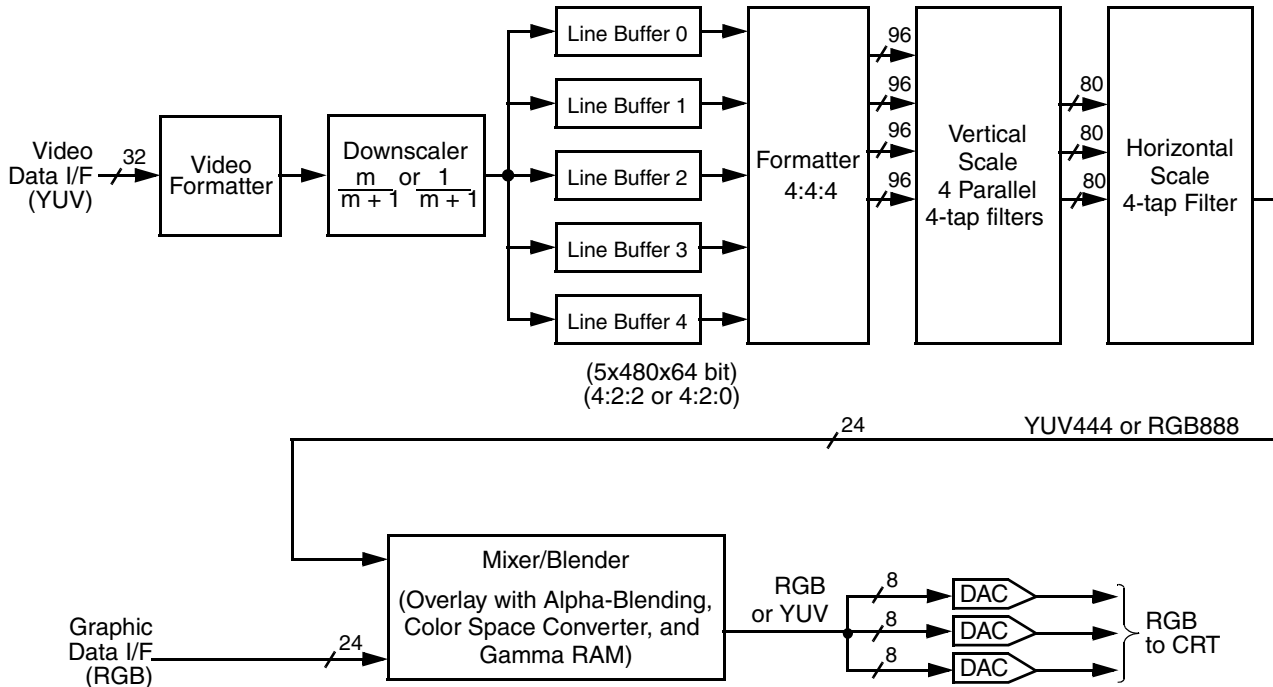 Video
Data I/F
(YUV)
32
Video
Formatter
Downscaler
m or 1
m + 1 m + 1
Line Buffer 0
Line Buffer 1
Line Buffer 2
Line Buffer 3
Line Buffer 4
(5x480x64 bit)
(4:2:2 or 4:2:0)
Formatter
4:4:4
96
96
96
96
Vertical
Scale
4 Parallel
4-tap filters
80
80
80
Horizontal
Scale
4-tap Filter
24
YUV444 or RGB888
Mixer/Blender
(Overlay with Alpha-Blending,
Color Space Converter, and
Gamma RAM)
Graphic
Data I/F
(RGB)
24
RGB
or YUV
8
8
8
DAC
DAC
DAC
RGB
to CRT